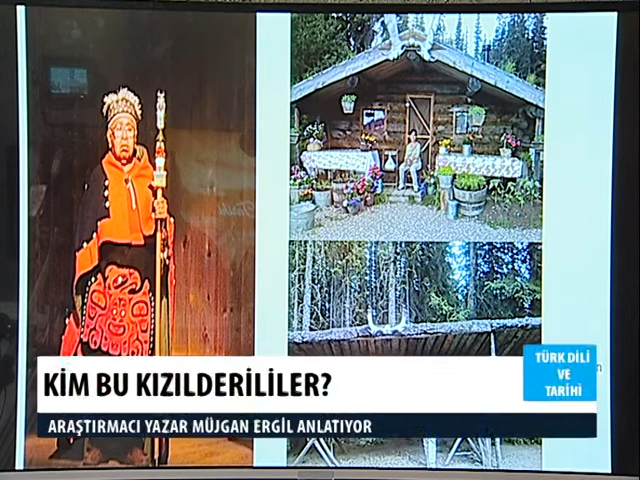 KİM BU KIZILDERİLİLER?
TÜRK DİLİ
VE
TARİHİ
ARAŞTIRMACI YAZAR MÜJGAN ERGİL ANLATIYOR